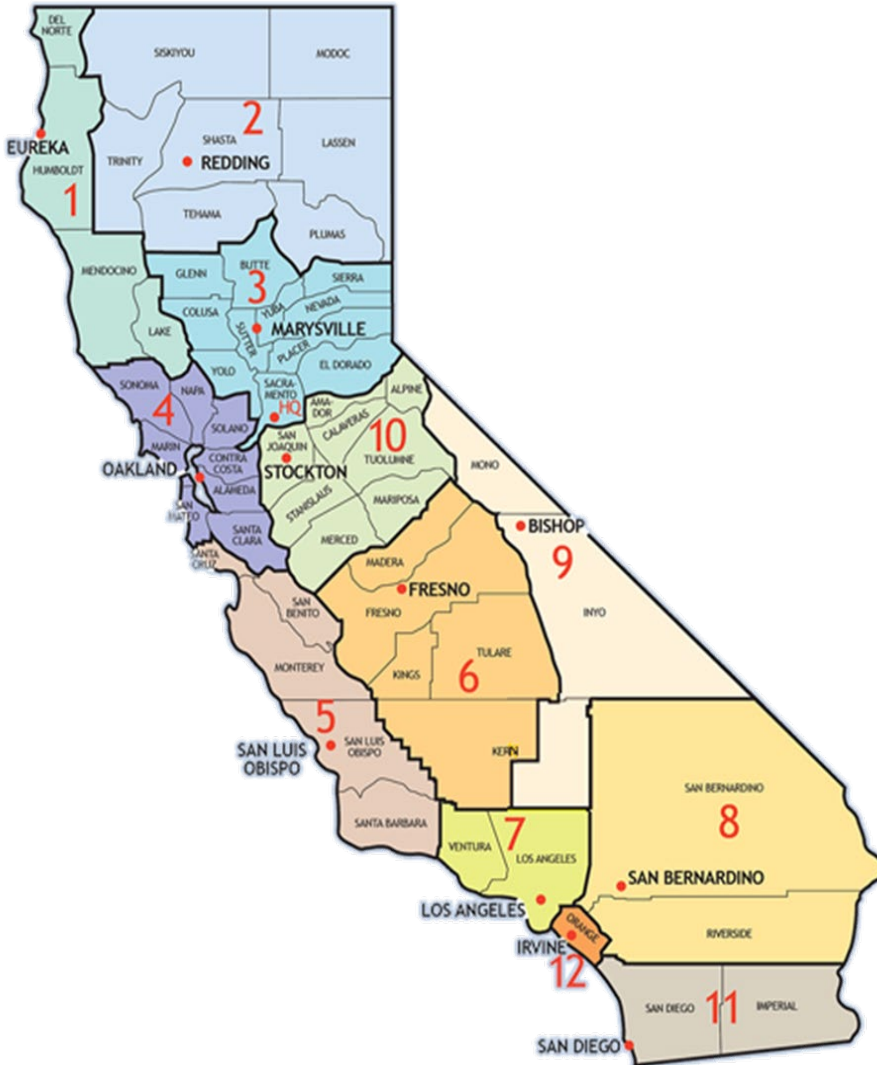 DEL
NORTE
SISKIYOU
MODOC
EUREKA
HUMBOLDT
1
TRINITY
2
SHASTA
REDDING
LASSEN
TEHAMA
PLUMAS
MENDOCINO
LAKE
GLENN
BUTTE
3
SIERRA
COLUSA
YUBA
NEVADA
SUTTER
MARYSVILLE
PLACER
YOLO
EL DORADO
SACRA-
MENTO
HQ
SONOMA
NAPA
4
SOLANO
MARIN
CONTRA
COSTA
OAKLAND
ALAMEDA
SAN
MATEO
SANTA
CLARA
SANTA
CRUZ
AMA-
DOR
ALPINE
CALAVERAS
10
SAN
JOAQUIN
STOCKTON
TUOLUMNE
STANISLAUS
MARIPOSA
MERCED
MONO
BISHOP
9
INYO
MADERA
FRESNO
FRESNO
TULARE
KINGS
6
KERN
SAN
BENITO
MONTEREY
5
SAN LUIS
OBISPO
SAN LUIS
OBISPO
SANTA BARBARA
VENTURA
7
LOS ANGELES
LOS ANGELES
SAN BERNARDINO
8
SAN BERNARDINO
RIVERSIDE
ORANGE
IRVINE
12
SAN DIEGO
11
IMPERIAL
SAN DIEGO